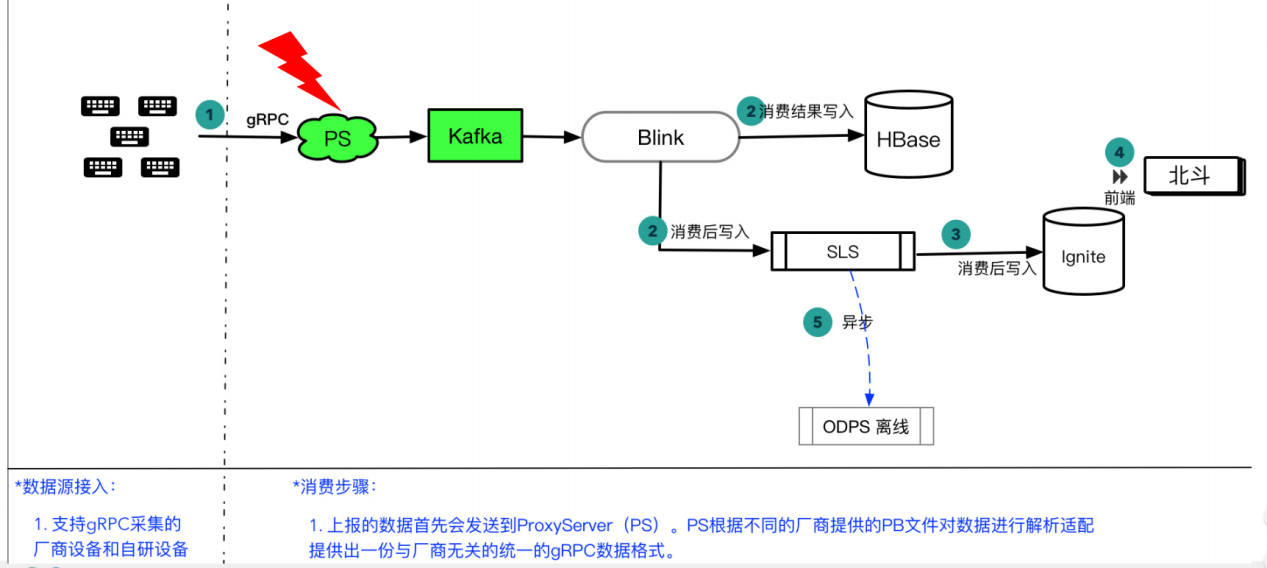 1
gRPC
PS
Kafka
Blink
2 消费结果写入
HBase
4
前端
北斗
2 消费后写入
SLS
3
消费后写入
Ignite
5 异步
ODPS 离线
*数据源接入：
1. 支持gRPC采集的
厂商设备和自研设备
*消费步骤：
1. 上报的数据首先会发送到ProxyServer（PS）。PS根据不同的厂商提供的PB文件对数据进行解析适配
提供出一份与厂商无关的统一的gRPC数据格式。